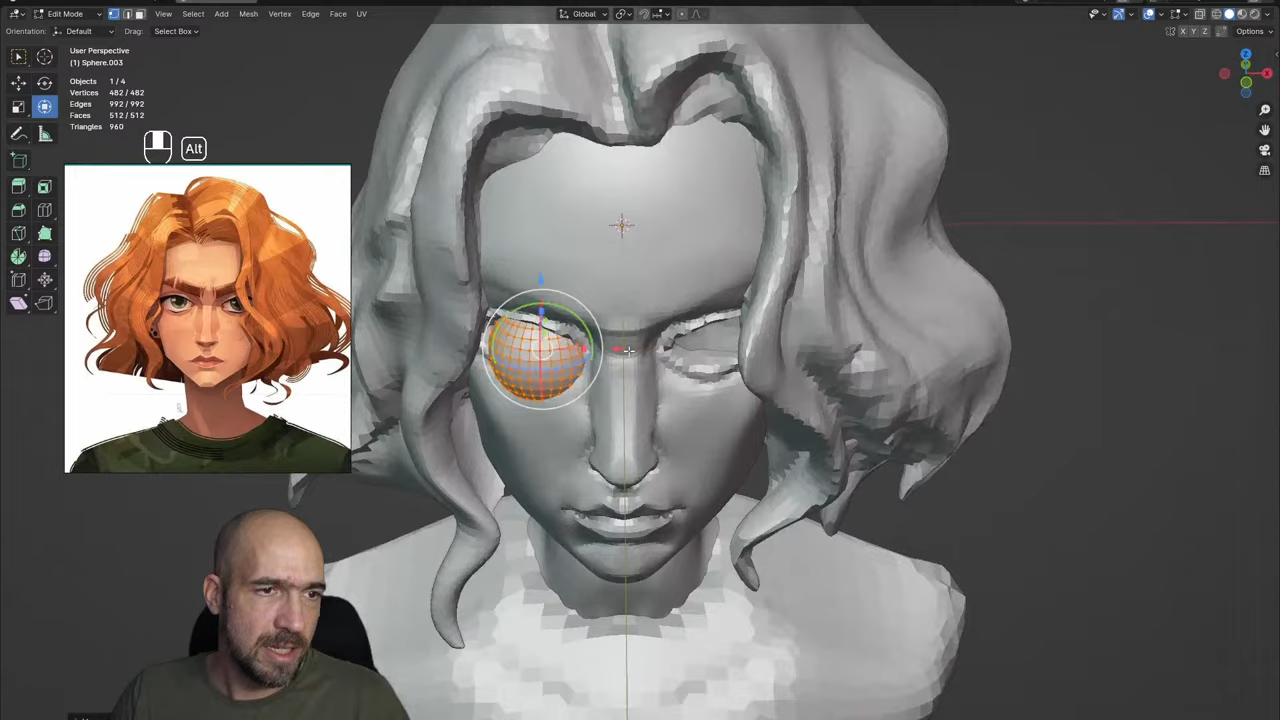 Edit Mode View Select Add Mesh Vertex Edge Face UV Global
Orientation: Default Drag: Select Box X Y Z Options
User Perspective
(1) Sphere.003
Objects 1 / 4
Vertices 482 / 482
Edges 992 / 992
Faces 512 / 512
Triangles 960
Alt
Z
Y
X